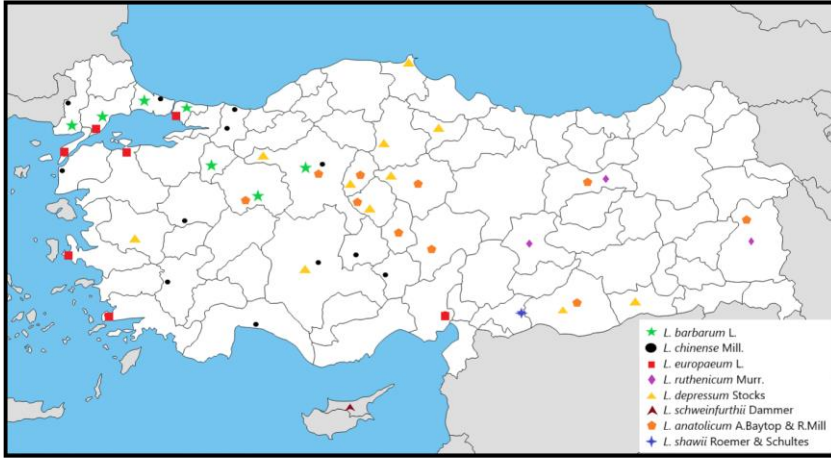 L. barbarum L.
L. chinense Mill.
L. europaeum L.
L. ruthenicum Murr.
L. depressum Stocks
L. schweinfurthii Dammer
L. anatolicum A.Baytop & R.Mill
L. shawii Roemer & Schultes